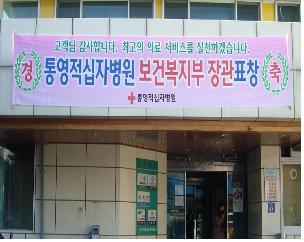 고객님 감사합니다. 최고의 의료 서비스를 실천하겠습니다.
경 통영적십자병원 보건복지부 장관표창 축
통영적십자병원